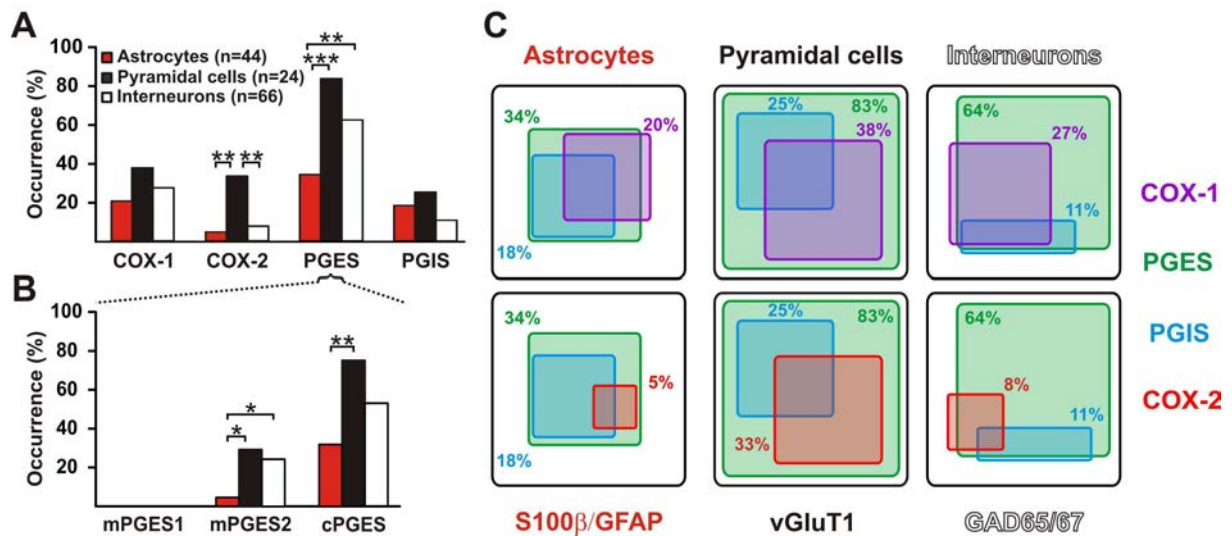 A
Occurrence (%)
100
80
60
40
20
Astrocytes (n=44)
Pyramidal cells (n=24)
Interneurons (n=66)
** **
***
**
COX-1 COX-2 PGES PGIS
B
Occurrence (%)
100
80
60
40
20
*
*
**
mPGES1 mPGES2 cPGES
C
Astrocytes Pyramidal cells Interneurons
34% 20% 18%
25% 83% 38%
64% 27% 11%
34% 5% 18%
25% 83% 33%
64% 8% 11%
S100β/GFAP vGluT1 GAD65/67
COX-1
PGES
PGIS
COX-2